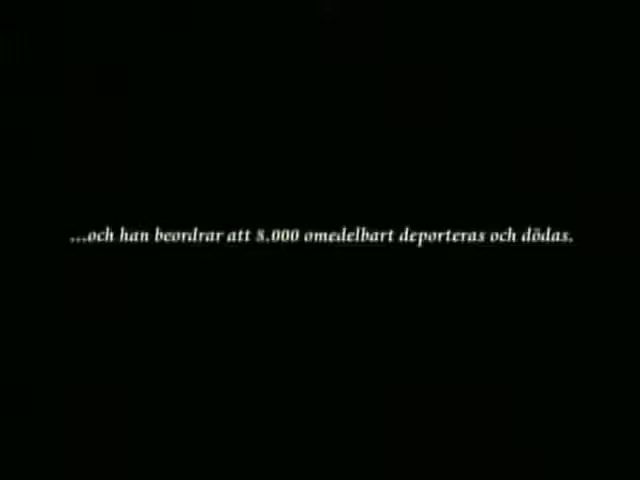 ...och han beordrar att 8.000 omedelbart deporteras och dödas.